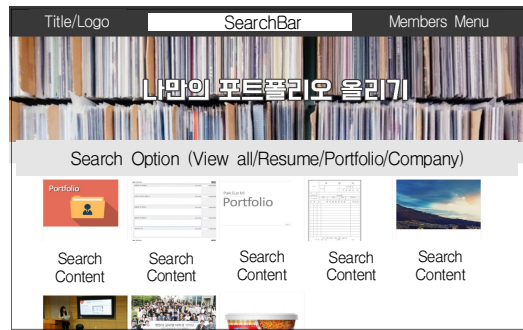 Title/Logo
SearchBar
Members Menu
나만의 포트폴리오 올리기
Search Option (View all/Resume/Portfolio/Company)
Portfolio
Portfolio
Search
Content
Search
Content
Search
Content
Search
Content
Search
Content